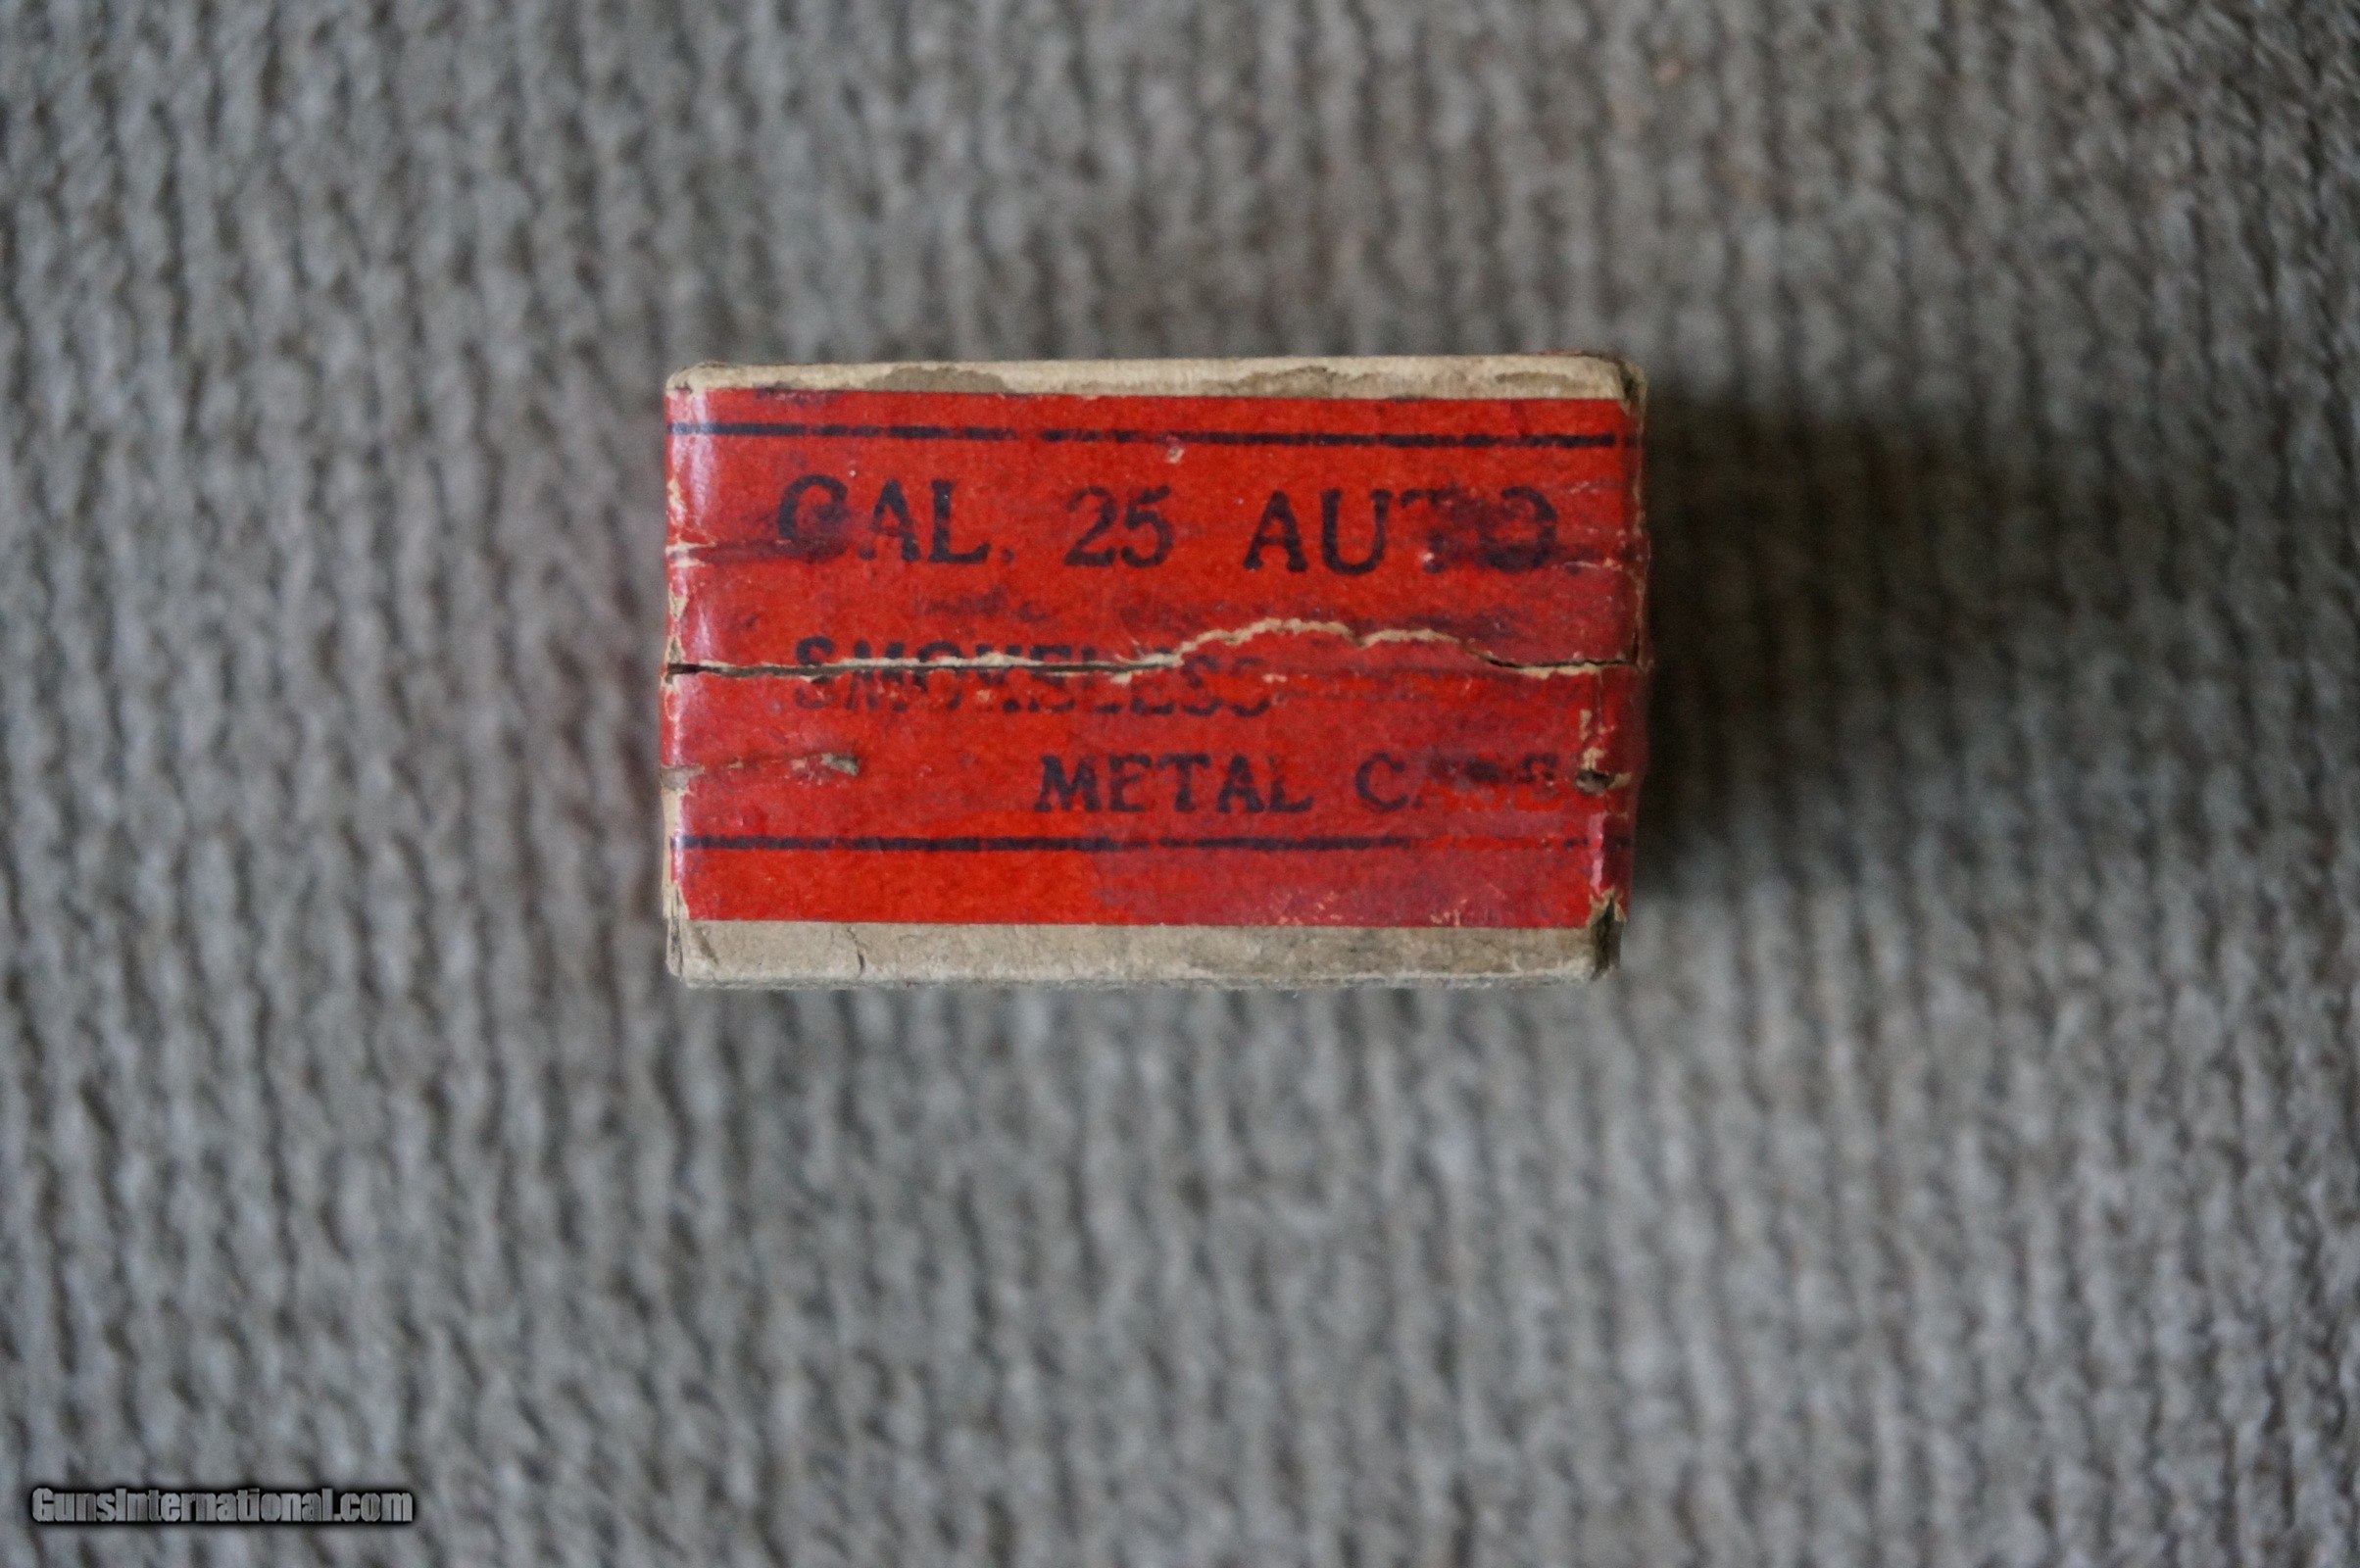 CAL. 25 AUTO.
SMOKELESS
METAL CASE
GunsInternational.com